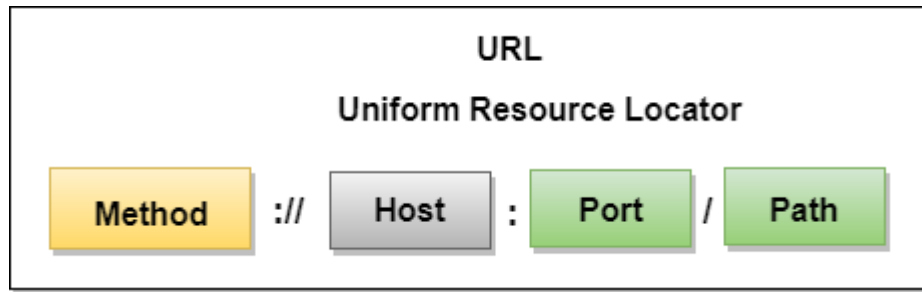 URL
Uniform Resource Locator
Method :// Host : Port / Path